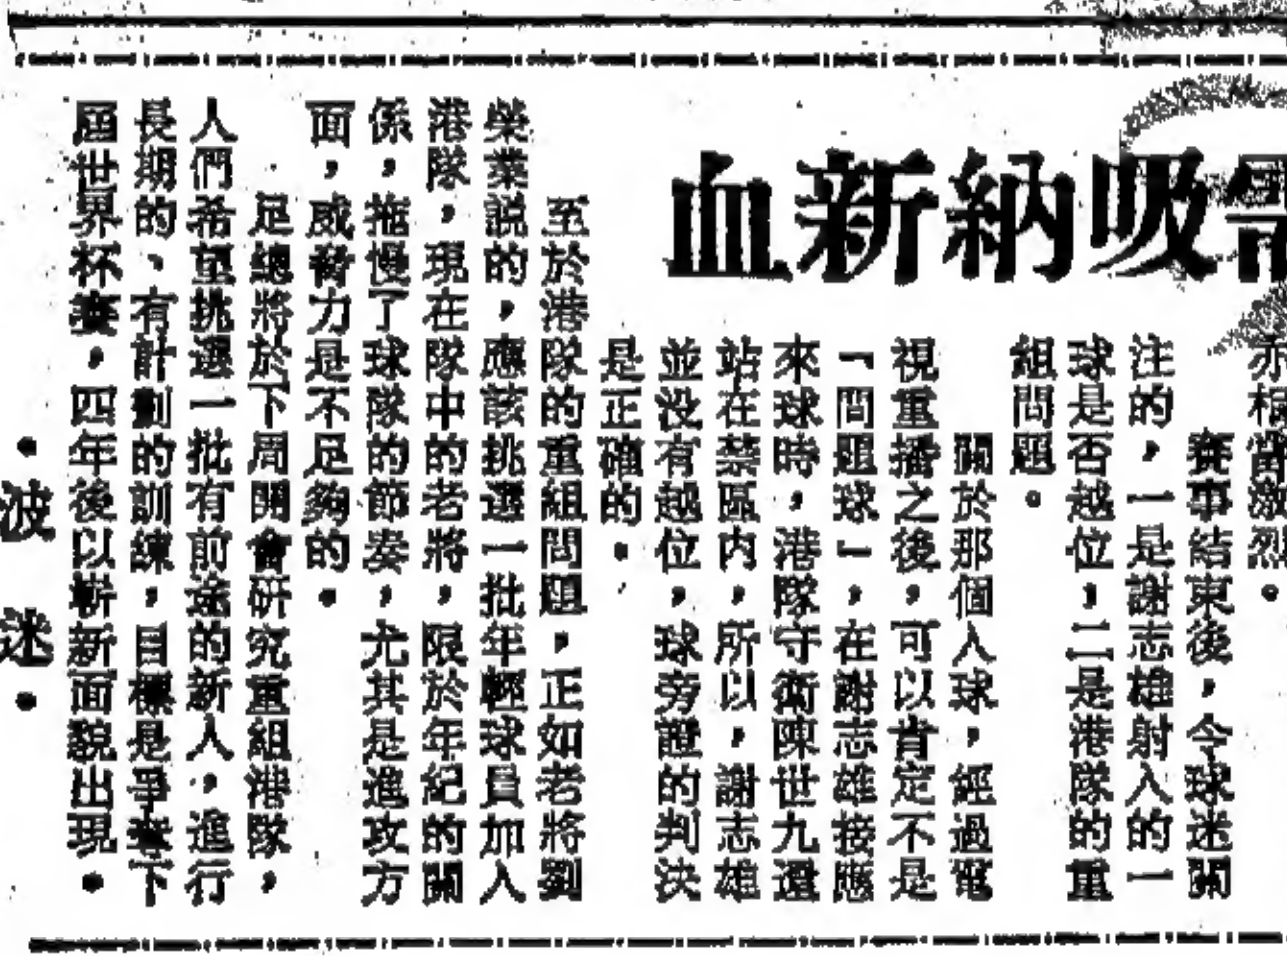 吸納新血
烈。
賽事結束後，令球迷關
注的，一是謝志雄射入的一
球是否越位，二是港隊的重
組問題。
關於那個入球，經過電
視重播之後，可以肯定不是
「問題球」，在謝志雄接應
來球時，港隊守衛陳世九還
站在禁區內，所以，謝志雄
並没有越位，球旁證的判決
是正確的。
至於港隊的重組問題，正如老將劉
榮業説的，應該挑選一批年輕球員加入
港隊，現在隊中的老將，限於年紀的關
係，拖慢了球隊的節奏，尤其是進攻方
面，威脅力是不足夠的。
足總將於下周開會研究重組港隊，
人們希望挑選一批有前途的新人，進行
長期的、有計劃的訓練，目標是爭奪下
屆世界杯賽，四年後以嶄新面貌出現。
•波迷•